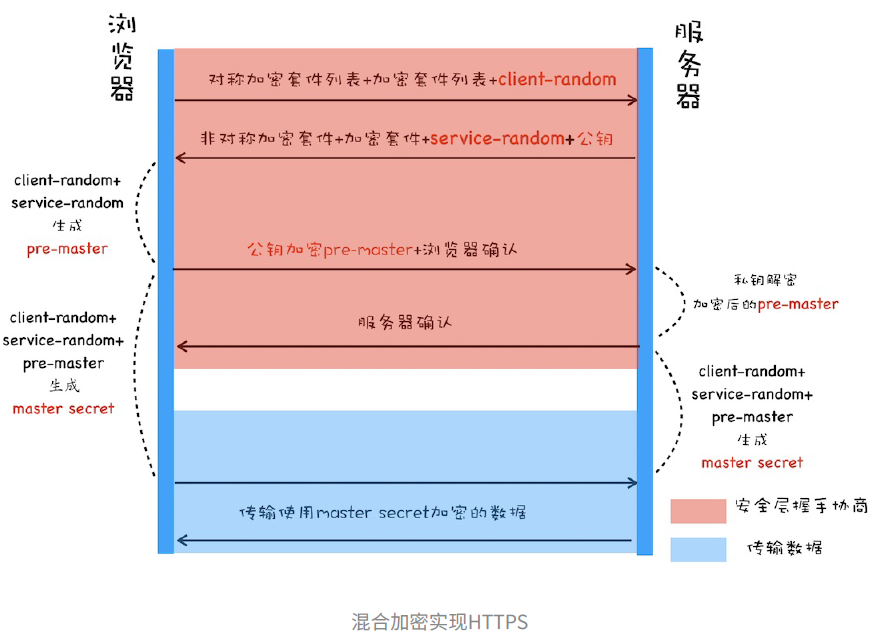 浏览器
服务器
对称加密套件列表+加密套件列表+client-random
非对称加密套件+加密套件+service-random+公钥
client-random+
service-random
生成
pre-master
公钥加密pre-master+浏览器确认
私钥解密
加密后的pre-master
client-random+
service-random+
pre-master
生成
master secret
服务器确认
client-random+
service-random+
pre-master
生成
master secret
传输使用master secret加密的数据
安全层握手协商
传输数据
混合加密实现HTTPS